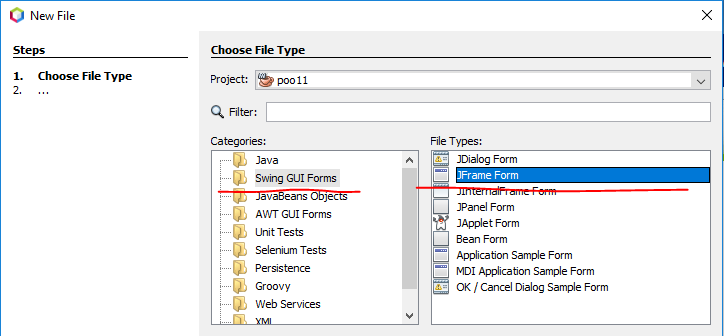 New File
Steps
1. Choose File Type
2. ...
Choose File Type
Project: poo11
Filter:
Categories:
Java
Swing GUI Forms
JavaBeans Objects
AWT GUI Forms
Unit Tests
Selenium Tests
Persistence
Groovy
Web Services
XML
File Types:
JDialog Form
JFrame Form
JInternalFrame Form
JPanel Form
JApplet Form
Bean Form
Application Sample Form
MDI Application Sample Form
OK / Cancel Dialog Sample Form